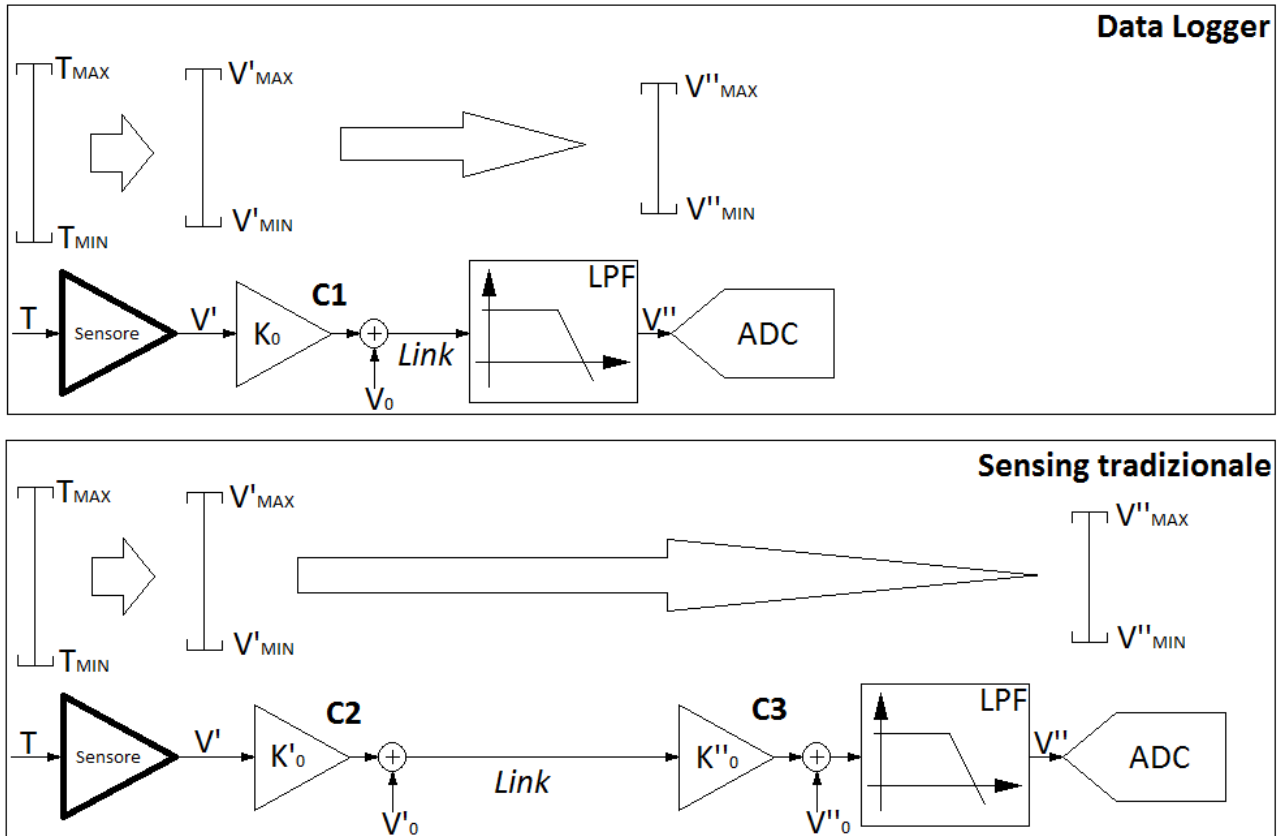 Data Logger
TMAX
V'MAX
V''MAX
V'MIN
V''MIN
TMIN
LPF
C1
T
Sensore
V'
K0
+
Link
V''
ADC
V0
Sensing tradizionale
TMAX
V'MAX
V''MAX
V'MIN
V''MIN
TMIN
LPF
C2
C3
T
Sensore
V'
K'0
+
Link
K''0
+
V''
ADC
V'0
V''0